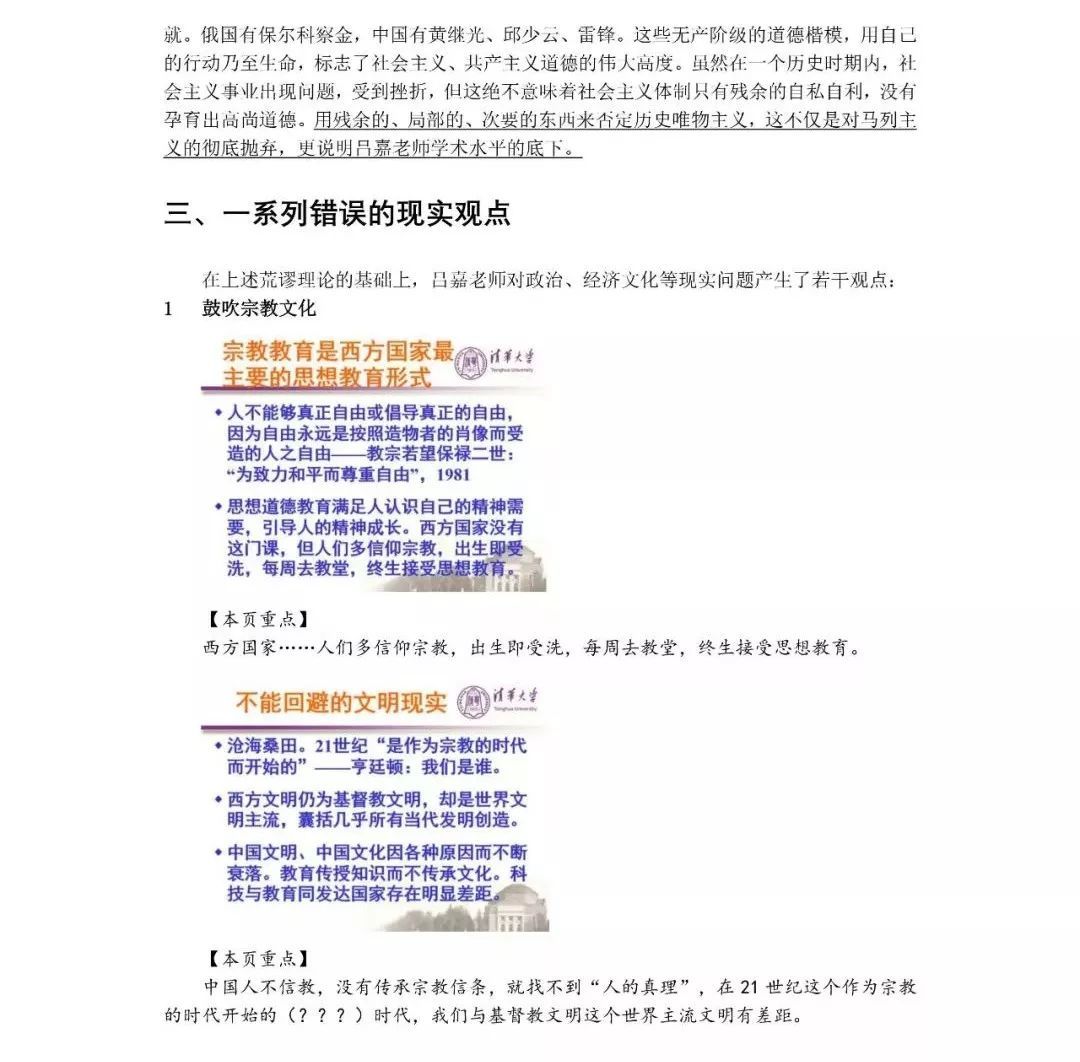 就。俄国有保尔科察金，中国有黄继光、邱少云、雷锋。这些无产阶级的道德楷模，用自己
的行动乃至生命，标志了社会主义、共产主义道德的伟大高度。虽然在一个历史时期内，社
会主义事业出现问题，受到挫折，但这绝不意味着社会主义体制只有残余的自私自利，没有
孕育出高尚道德。用残余的、局部的、次要的东西来否定历史唯物主义，这不仅是对马列主
义的彻底抛弃，更说明吕嘉老师学术水平的底下。
三、一系列错误的现实观点
在上述荒谬理论的基础上，吕嘉老师对政治、经济文化等现实问题产生了若干观点：
1 鼓吹宗教文化
宗教教育是西方国家最
主要的思想教育形式
清华大学
Tsinghua University
• 人不能够真正自由或倡导真正的自由，
因为自由永远是按照造物者的肖像而受
造的人之自由——教宗若望保禄二世：
“为致力和平而尊重自由”，1981
• 思想道德教育满足人认识自己的精神需
要，引导人的精神成长。西方国家没有
这门课，但人们多信仰宗教，出生即受
洗，每周去教堂，终生接受思想教育。
【本页重点】
西方国家……人们多信仰宗教，出生即受洗，每周去教堂，终生接受思想教育。
不能回避的文明现实
清华大学
Tsinghua University
• 沧海桑田。21世纪“是作为宗教的时代
而开始的”——亨廷顿：我们是谁。
• 西方文明仍为基督教文明，却是世界文
明主流，囊括几乎所有当代发明创造。
• 中国文明、中国文化因各种原因而不断
衰落。教育传授知识而不传承文化。科
技与教育同发达国家存在明显差距。
【本页重点】
中国人不信教，没有传承宗教信条，就找不到“人的真理”，在 21 世纪这个作为宗教
的时代开始的（？？？）时代，我们与基督教文明这个世界主流文明有差距。